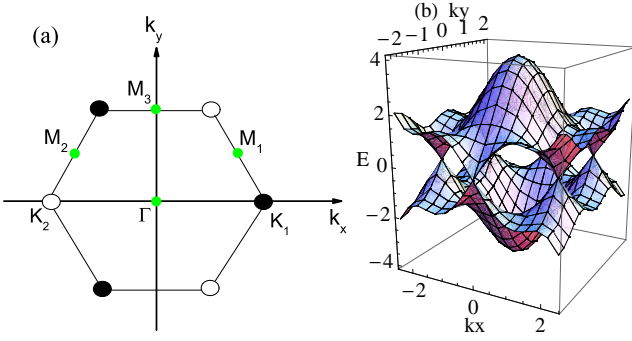 (a)
k_y
M_3
M_2
M_1
K_2
Γ
K_1
k_x
(b) ky
−2 −1 0 1 2
4
2
E 0
−2
−4
−2 0 2
kx